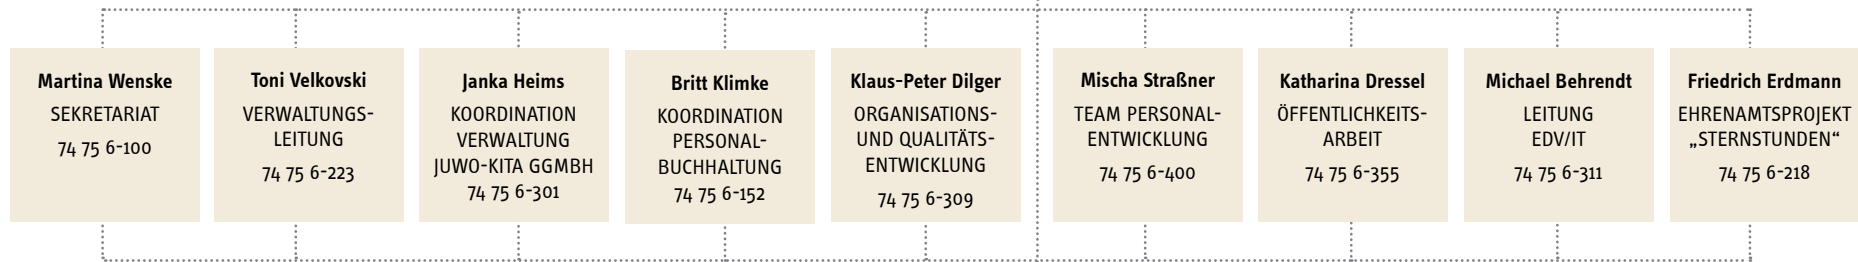 Martina Wenske
SEKRETARIAT
74 75 6-100
Toni Velkovski
VERWALTUNGS-
LEITUNG
74 75 6-223
Janka Heims
KOORDINATION
VERWALTUNG
JUWO-KITA GGMBH
74 75 6-301
Britt Klimke
KOORDINATION
PERSONAL-
BUCHHALTUNG
74 75 6-152
Klaus-Peter Dilger
ORGANISATIONS-
UND QUALITÄTS-
ENTWICKLUNG
74 75 6-309
Mischa Straßner
TEAM PERSONAL-
ENTWICKLUNG
74 75 6-400
Katharina Dressel
ÖFFENTLICHKEITS-
ARBEIT
74 75 6-355
Michael Behrendt
LEITUNG
EDV/IT
74 75 6-311
Friedrich Erdmann
EHRENAMTSPROJEKT
„STERNSTUNDEN“
74 75 6-218